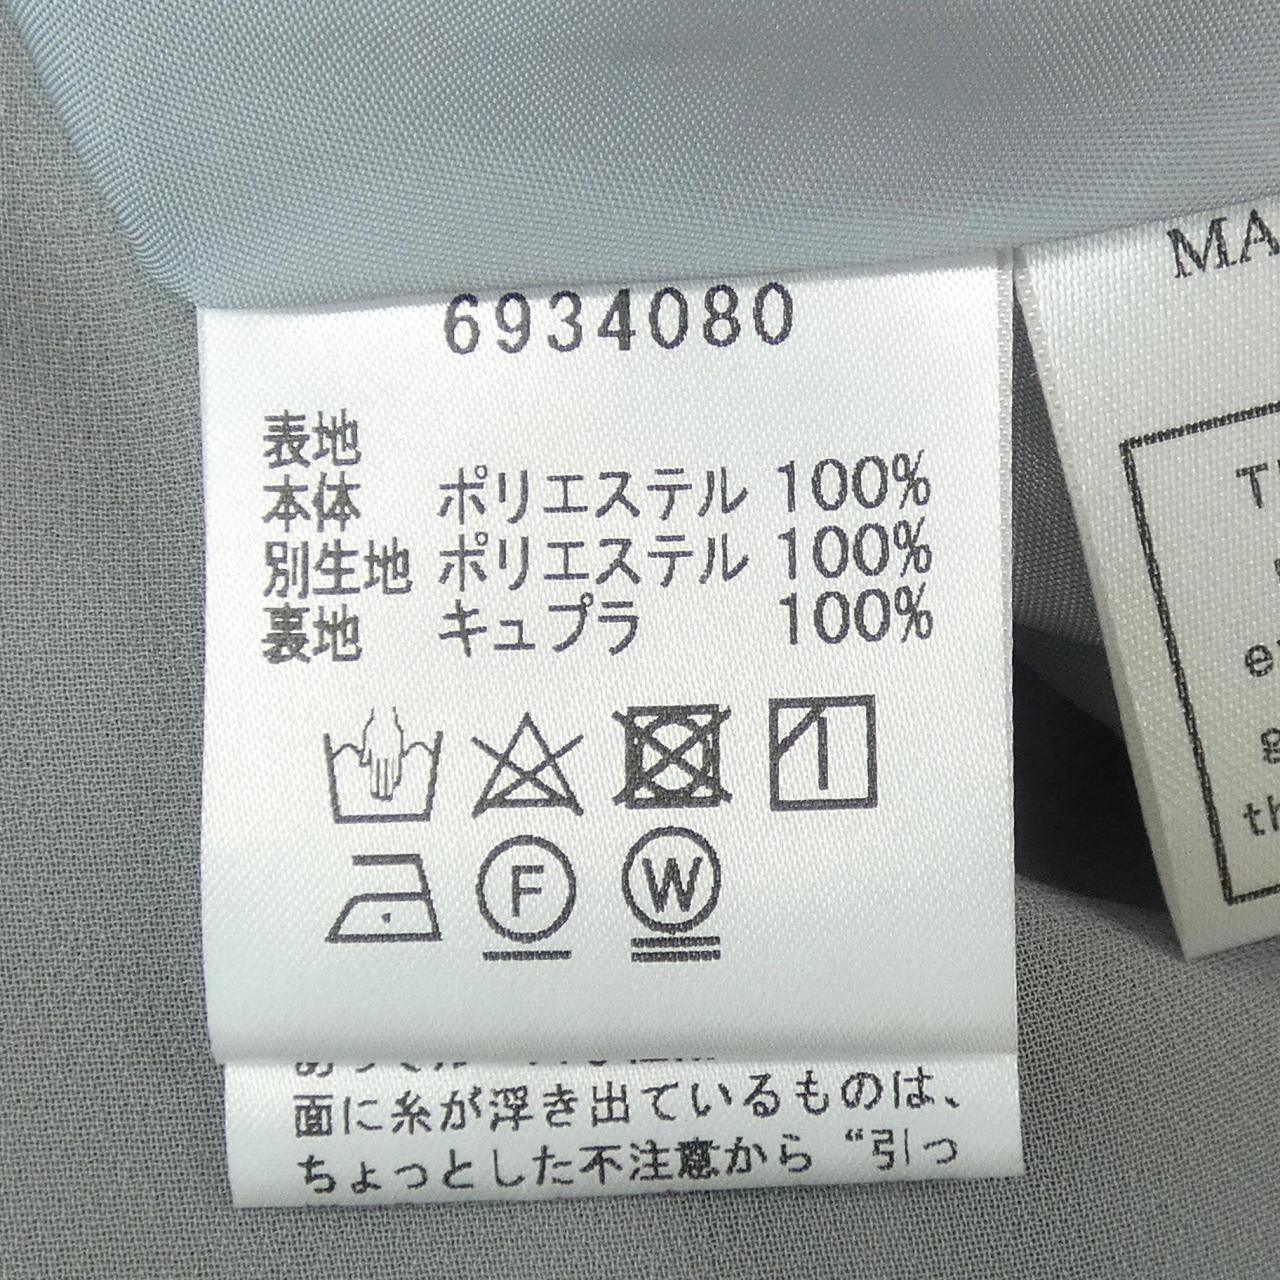 6934080
表地
本体 ポリエステル 100%
別生地 ポリエステル 100%
裏地 キュプラ 100%
F
W
面に糸が浮き出ているものは、
ちょっとした不注意から “引っ
MA